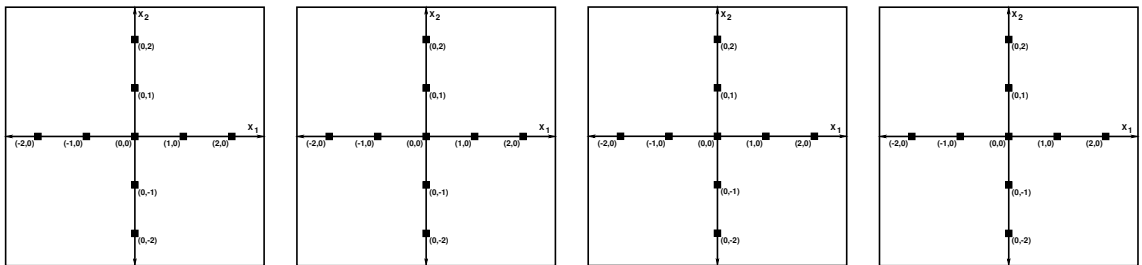 x2 x2 x2 x2
(0,2) (0,2) (0,2) (0,2)
(0,1) (0,1) (0,1) (0,1)
x1 x1 x1 x1
(-2,0) (-1,0) (0,0) (1,0) (2,0) (-2,0) (-1,0) (0,0) (1,0) (2,0) (-2,0) (-1,0) (0,0) (1,0) (2,0) (-2,0) (-1,0) (0,0) (1,0) (2,0)
(0,-1) (0,-1) (0,-1) (0,-1)
(0,-2) (0,-2) (0,-2) (0,-2)